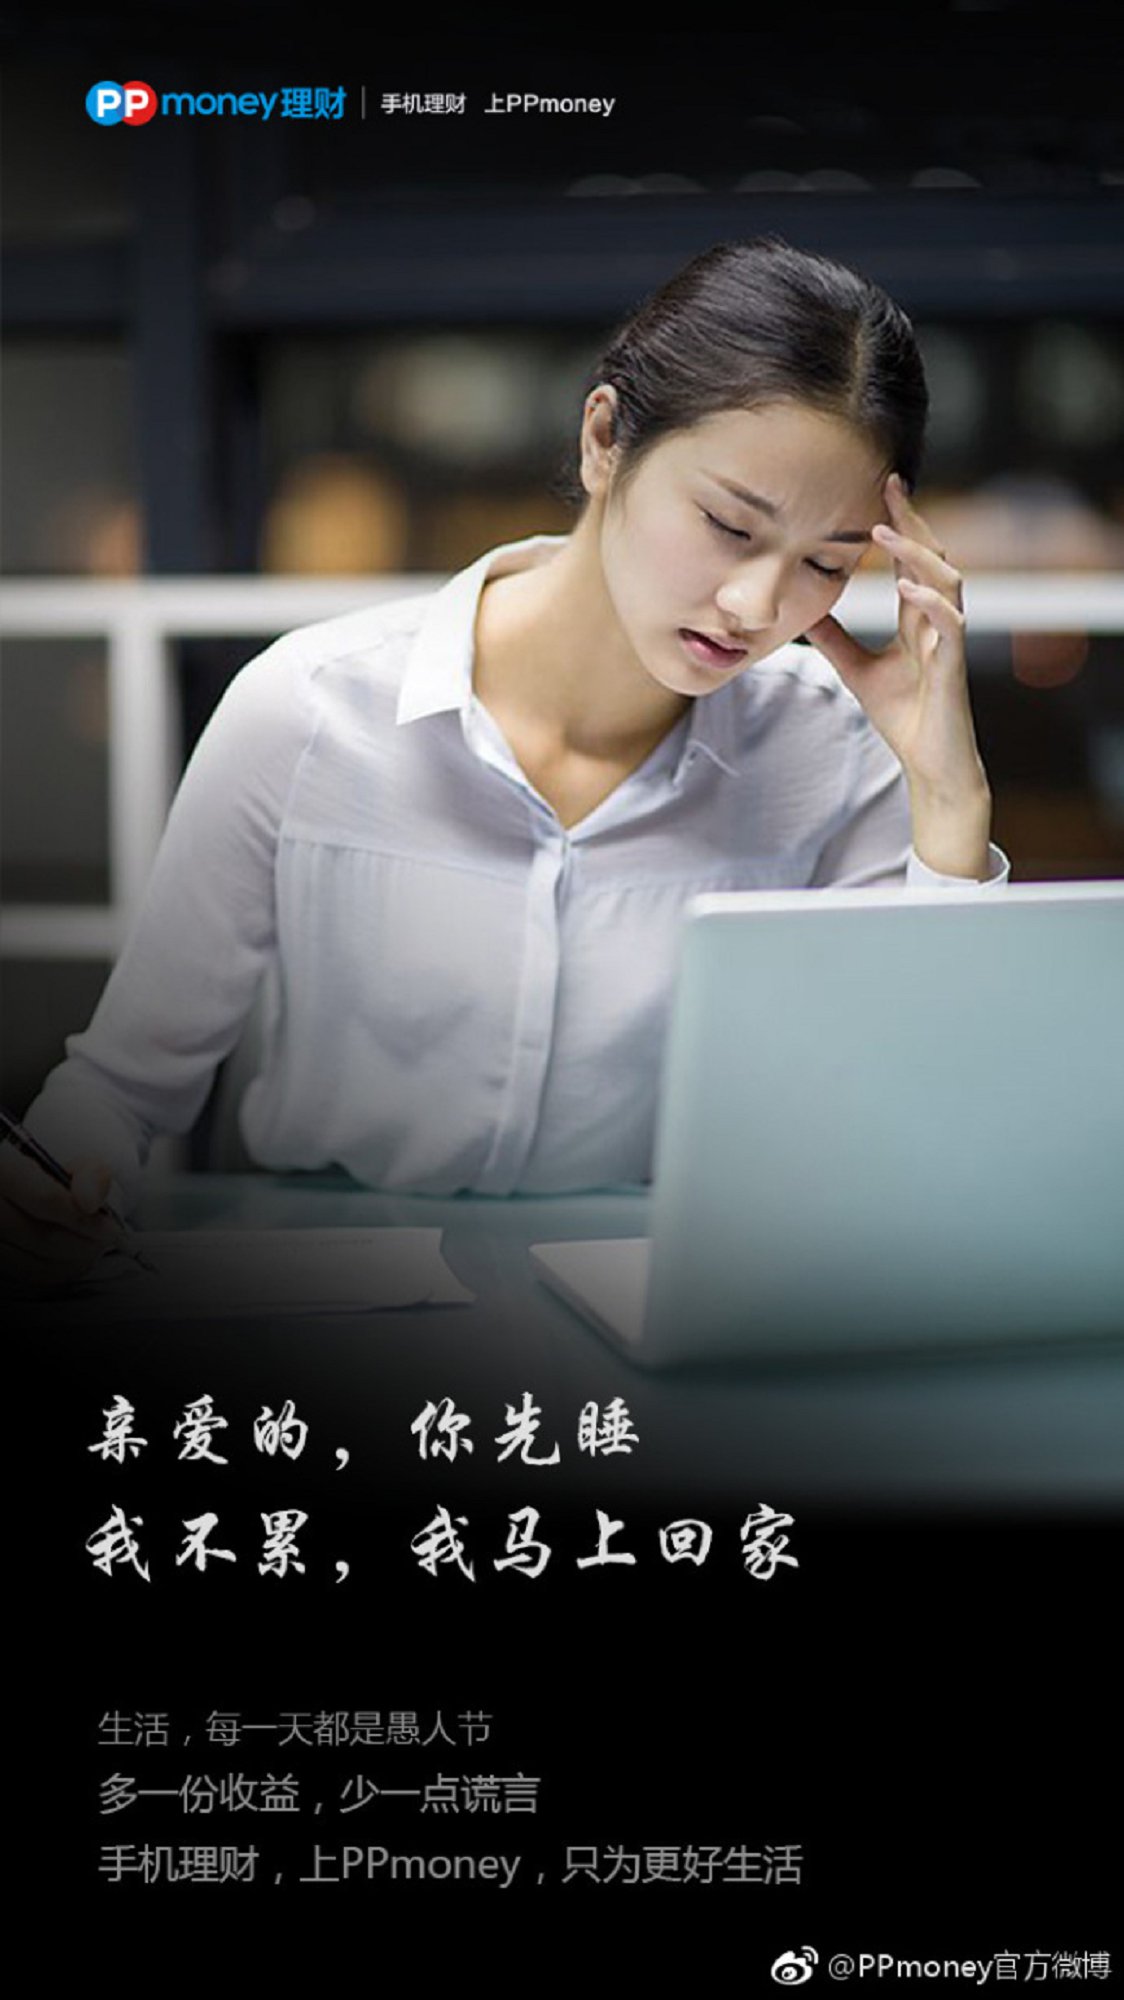 PPmoney理财 | 手机理财 上PPmoney
亲爱的，你先睡
我不累，我马上回家
生活，每一天都是愚人节
多一份收益，少一点谎言
手机理财，上PPmoney，只为更好生活
@PPmoney官方微博